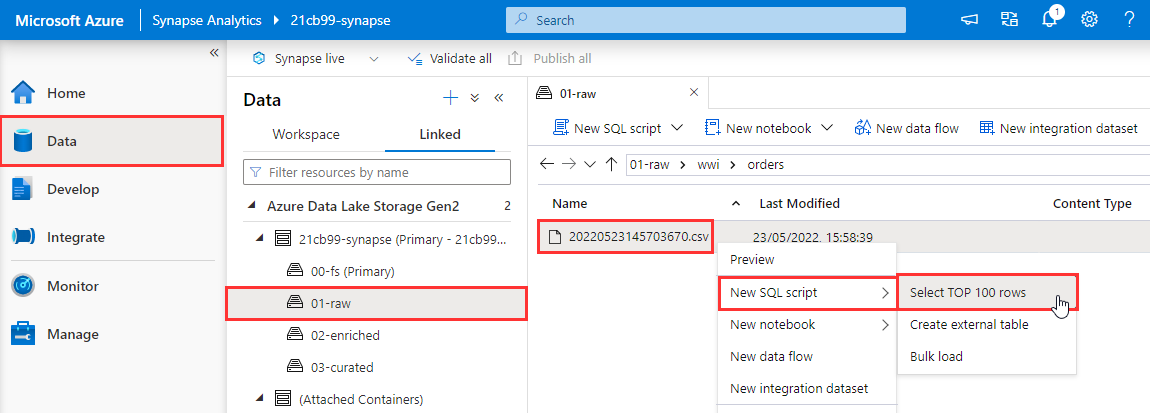 Microsoft Azure
Synapse Analytics
21cb99-synapse
Search
1
?
Home
Data
Develop
Integrate
Monitor
Manage
Synapse live
Validate all
Publish all
Data
Workspace
Linked
Filter resources by name
Azure Data Lake Storage Gen2 2
21cb99-synapse (Primary - 21cb99...
00-fs (Primary)
01-raw
02-enriched
03-curated
(Attached Containers)
01-raw
New SQL script
New notebook
New data flow
New integration dataset
01-raw > wwi > orders
Name Last Modified Content Type
20220523145703670.csv 23/05/2022, 15:58:39
Preview
New SQL script
New notebook
New data flow
New integration dataset
Select TOP 100 rows
Create external table
Bulk load